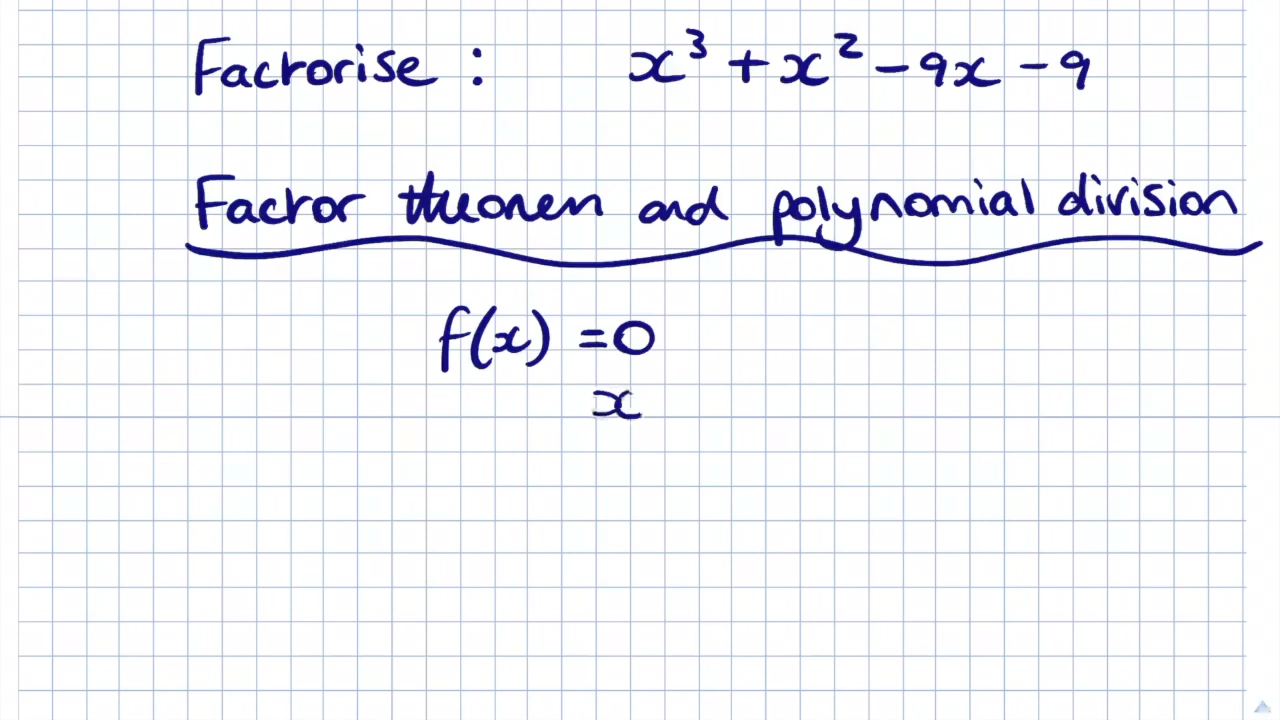 Factorise : x³ + x² - 9x - 9
Factor theorem and polynomial division
f(x) = 0
x